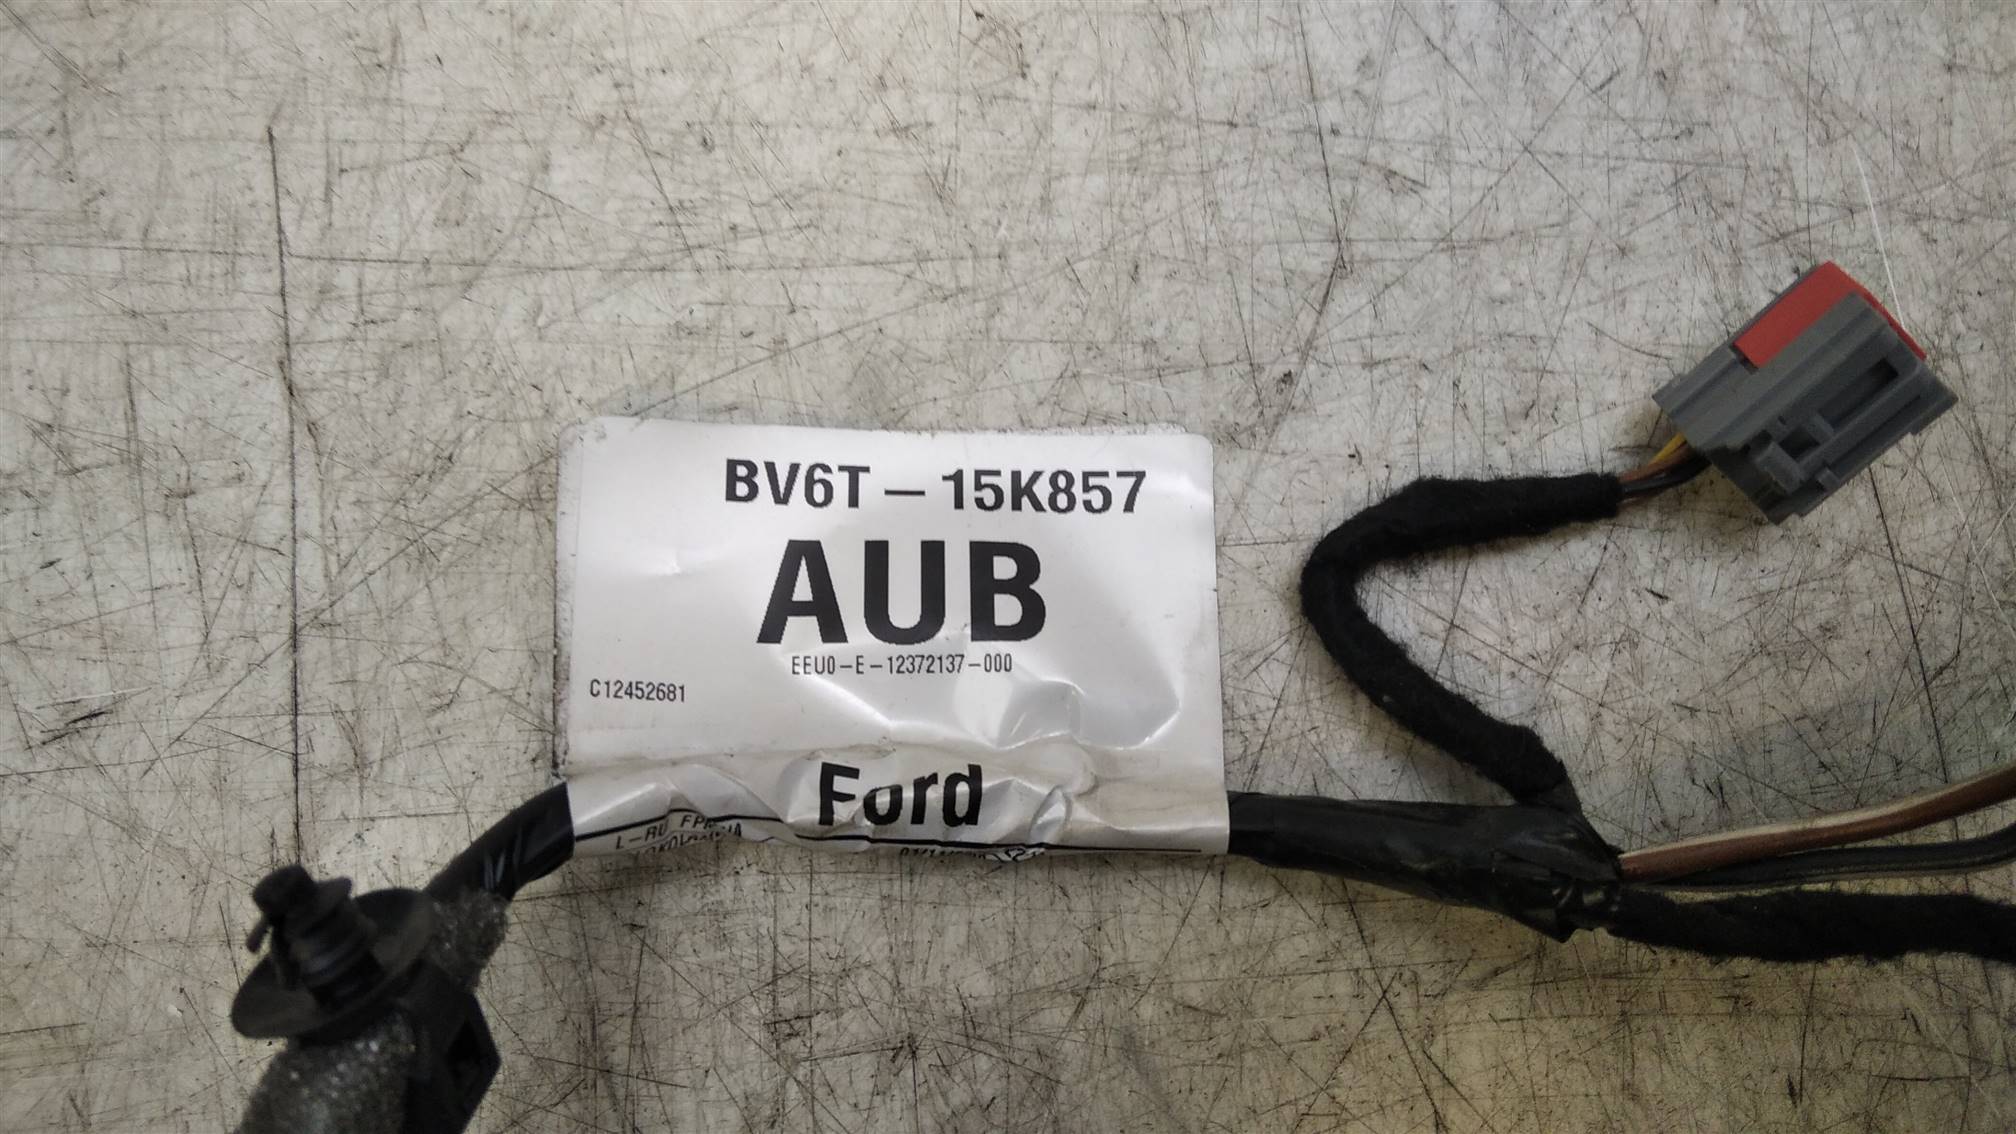 BV6T-15K857
AUB
EEU0-E-12372137-000
C12452681
Ford